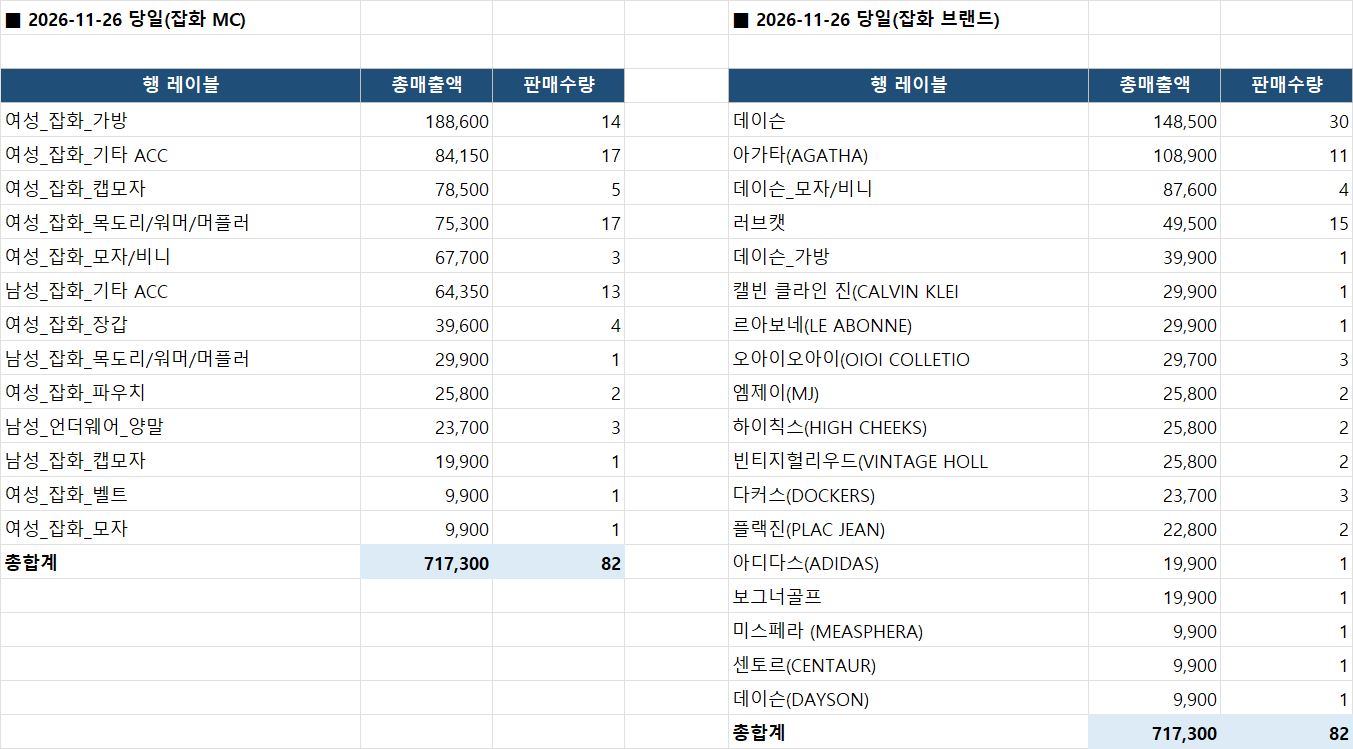 ■ 2026-11-26 당일(잡화 MC)
행 레이블 총매출액 판매수량
여성_잡화_가방 188,600 14
여성_잡화_기타 ACC 84,150 17
여성_잡화_캡모자 78,500 5
여성_잡화_목도리/워머/머플러 75,300 17
여성_잡화_모자/비니 67,700 3
남성_잡화_기타 ACC 64,350 13
여성_잡화_장갑 39,600 4
남성_잡화_목도리/워머/머플러 29,900 1
여성_잡화_파우치 25,800 2
남성_언더웨어_양말 23,700 3
남성_잡화_캡모자 19,900 1
여성_잡화_벨트 9,900 1
여성_잡화_모자 9,900 1
총합계 717,300 82
■ 2026-11-26 당일(잡화 브랜드)
행 레이블 총매출액 판매수량
데이슨 148,500 30
아가타(AGATHA) 108,900 11
데이슨_모자/비니 87,600 4
러브캣 49,500 15
데이슨_가방 39,900 1
캘빈 클라인 진(CALVIN KLEI 29,900 1
르아보네(LE ABONNE) 29,900 1
오아이오아이(OIOI COLLETIO 29,700 3
엠제이(MJ) 25,800 2
하이칙스(HIGH CHEEKS) 25,800 2
빈티지헐리우드(VINTAGE HOLL 25,800 2
다커스(DOCKERS) 23,700 3
플랙진(PLAC JEAN) 22,800 2
아디다스(ADIDAS) 19,900 1
보그너골프 19,900 1
미스페라 (MEASPHERA) 9,900 1
센토르(CENTAUR) 9,900 1
데이슨(DAYSON) 9,900 1
총합계 717,300 82